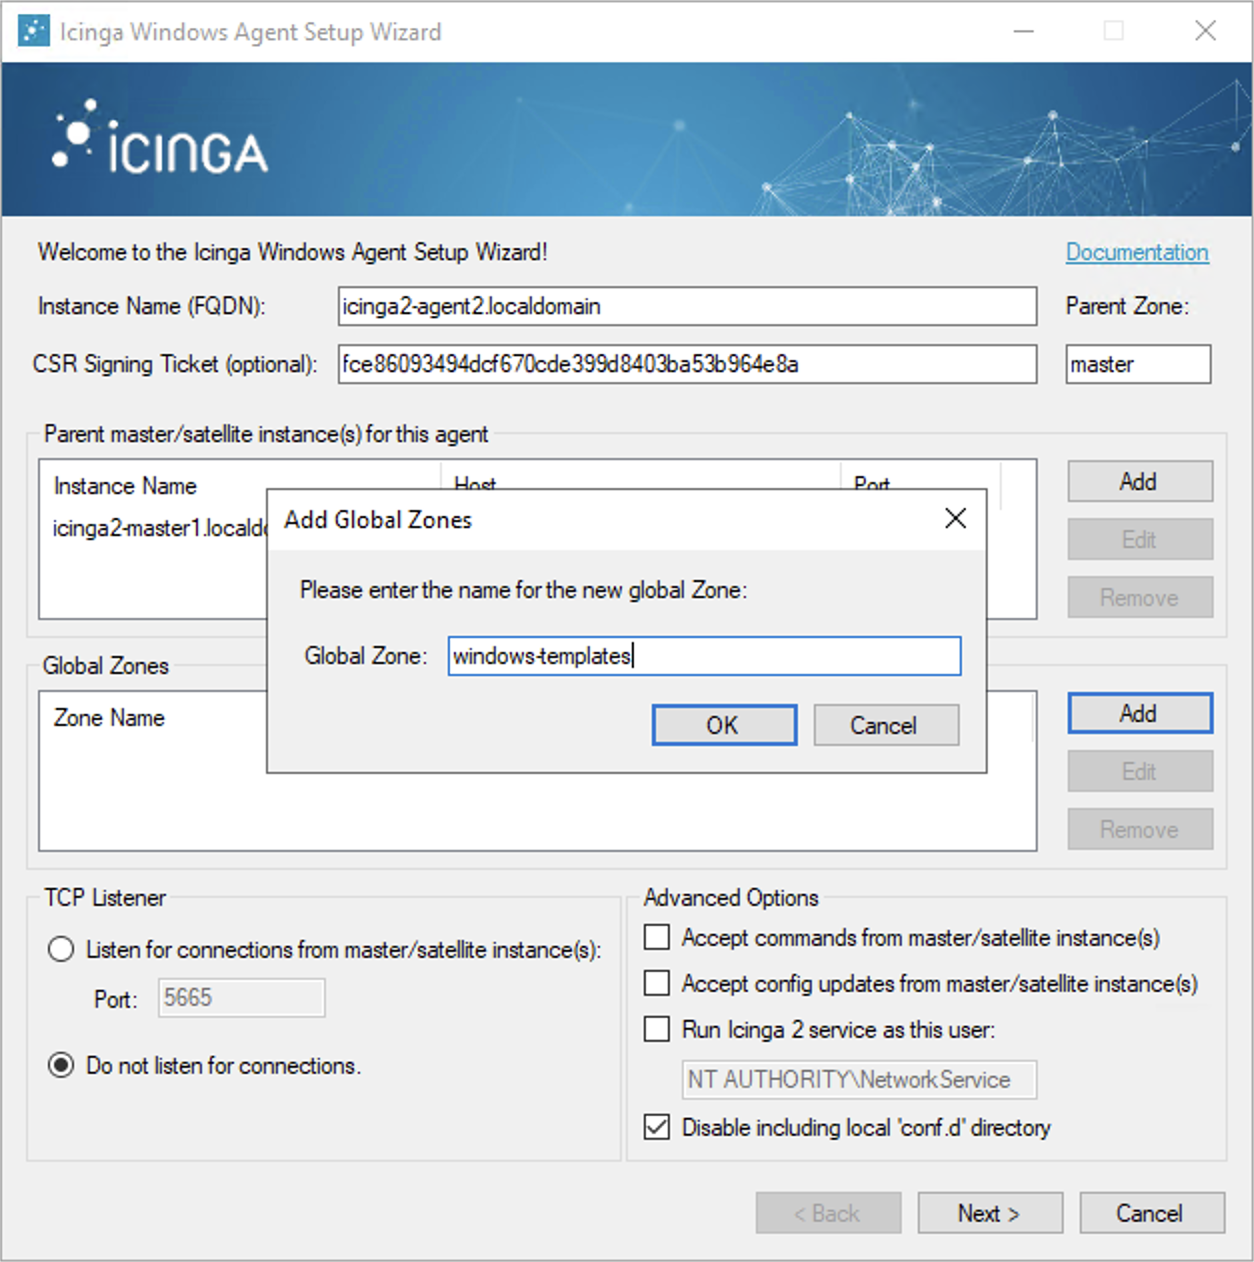 Icinga Windows Agent Setup Wizard
iCINGA
Welcome to the Icinga Windows Agent Setup Wizard!
Documentation
Instance Name (FQDN):
icinga2-agent2.localdomain
Parent Zone:
CSR Signing Ticket (optional):
fce86093494dcf670cde399d8403ba53b964e8a
master
Parent master/satellite instance(s) for this agent
Instance Name Host Port
Add
icinga2-master1.localdo
Edit
Remove
Add Global Zones
Please enter the name for the new global Zone:
Global Zone: windows-templates
OK Cancel
Global Zones
Zone Name
Add
Edit
Remove
TCP Listener
Listen for connections from master/satellite instance(s):
Port: 5665
Do not listen for connections.
Advanced Options
Accept commands from master/satellite instance(s)
Accept config updates from master/satellite instance(s)
Run Icinga 2 service as this user:
NT AUTHORITY\NetworkService
Disable including local 'conf.d' directory
< Back Next > Cancel